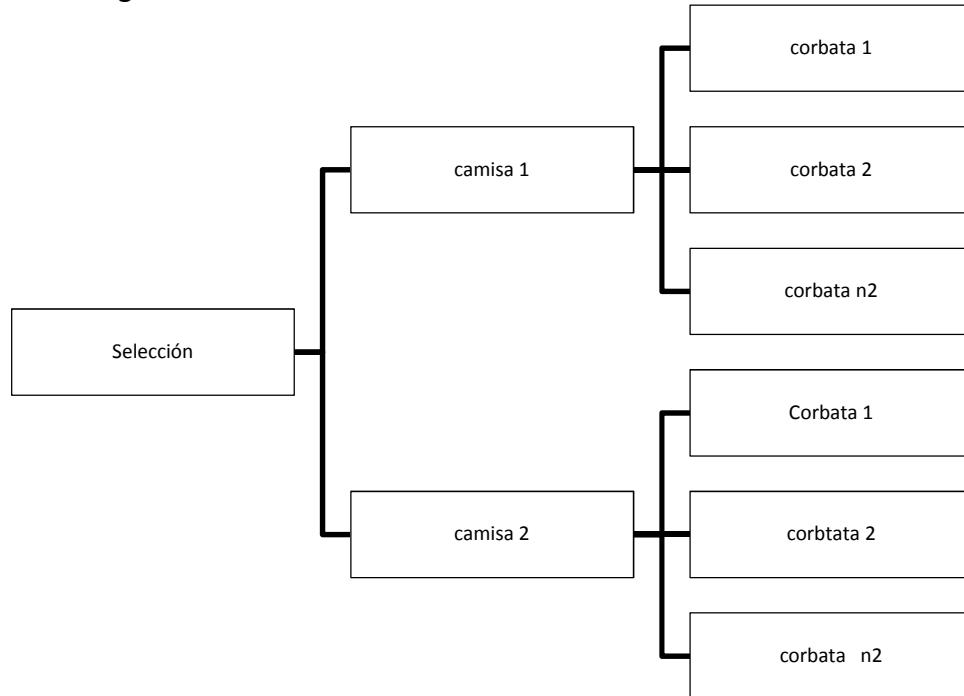 corbata 1
camisa 1
corbata 2
corbata n2
Selección
Corbata 1
camisa 2
corbtata 2
corbata n2